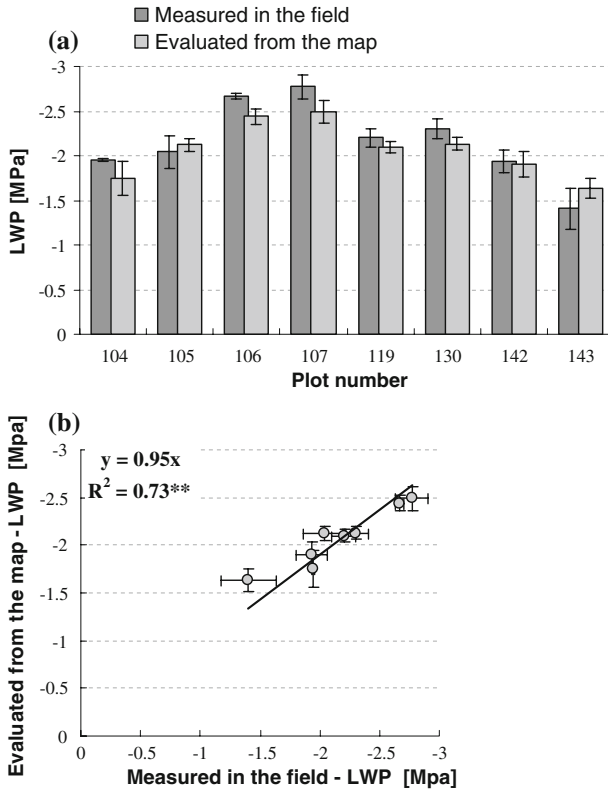 Measured in the field
Evaluated from the map
(a)
LWP [MPa]
-3
-2.5
-2
-1.5
-1
-0.5
0
104 105 106 107 119 130 142 143
Plot number
(b)
Evaluated from the map - LWP [Mpa]
y = 0.95x
R² = 0.73**
-3
-2.5
-2
-1.5
-1
-0.5
0
0 -1 -1.5 -2 -2.5 -3
Measured in the field - LWP [Mpa]